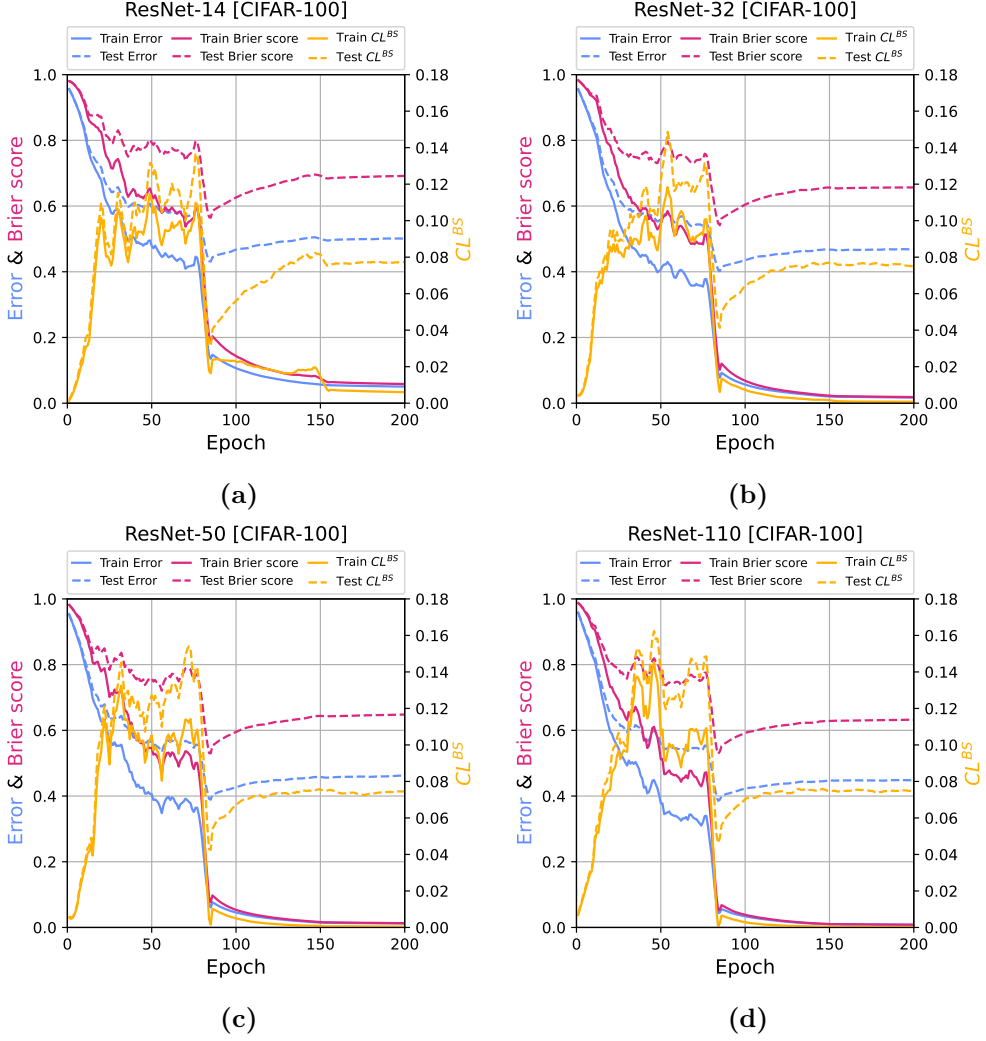 ResNet-14 [CIFAR-100]
Train Error Train Brier score Train CL^BS
Test Error Test Brier score Test CL^BS
1.0
0.8
0.6
0.4
0.2
0.0
Error & Brier score
0.18
0.16
0.14
0.12
0.10
0.08
0.06
0.04
0.02
0.00
CL^BS
0 50 100 150 200
Epoch
(a)
ResNet-32 [CIFAR-100]
Train Error Train Brier score Train CL^BS
Test Error Test Brier score Test CL^BS
1.0
0.8
0.6
0.4
0.2
0.0
Error & Brier score
0.18
0.16
0.14
0.12
0.10
0.08
0.06
0.04
0.02
0.00
CL^BS
0 50 100 150 200
Epoch
(b)
ResNet-50 [CIFAR-100]
Train Error Train Brier score Train CL^BS
Test Error Test Brier score Test CL^BS
1.0
0.8
0.6
0.4
0.2
0.0
Error & Brier score
0.18
0.16
0.14
0.12
0.10
0.08
0.06
0.04
0.02
0.00
CL^BS
0 50 100 150 200
Epoch
(c)
ResNet-110 [CIFAR-100]
Train Error Train Brier score Train CL^BS
Test Error Test Brier score Test CL^BS
1.0
0.8
0.6
0.4
0.2
0.0
Error & Brier score
0.18
0.16
0.14
0.12
0.10
0.08
0.06
0.04
0.02
0.00
CL^BS
0 50 100 150 200
Epoch
(d)